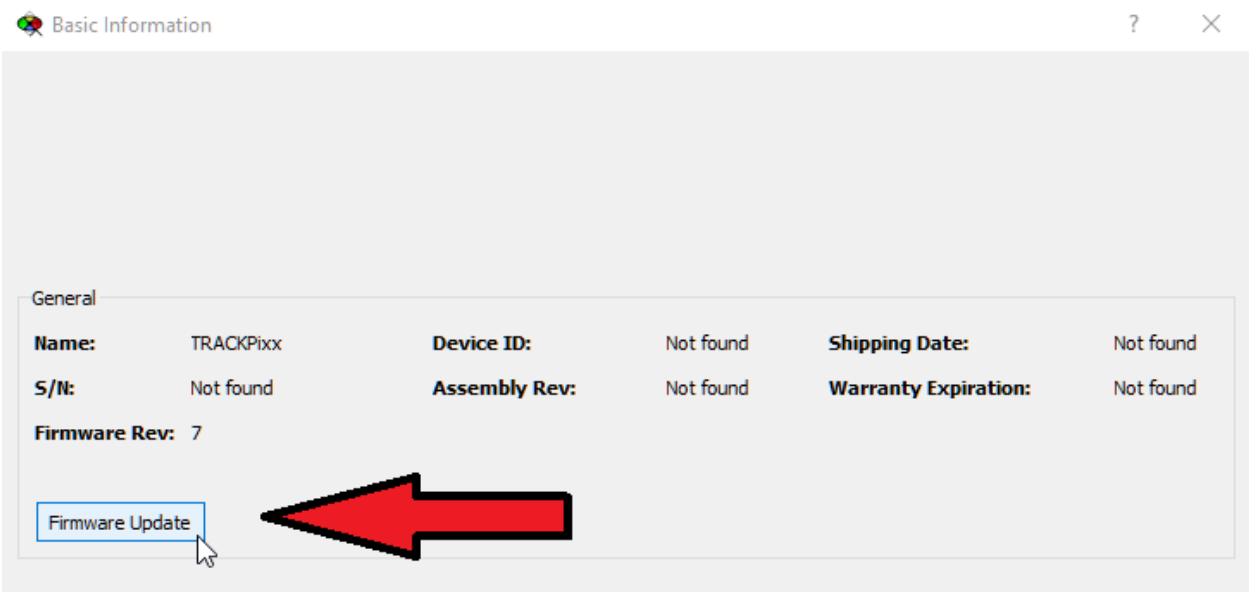 Basic Information
General
Name: TRACKPixx Device ID: Not found Shipping Date: Not found
S/N: Not found Assembly Rev: Not found Warranty Expiration: Not found
Firmware Rev: 7
Firmware Update